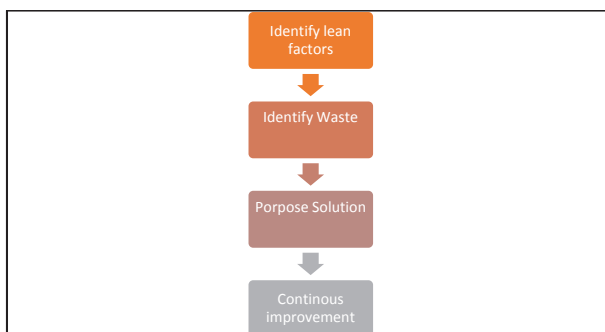 Identify lean
factors
Identify Waste
Porpose Solution
Continous
improvement